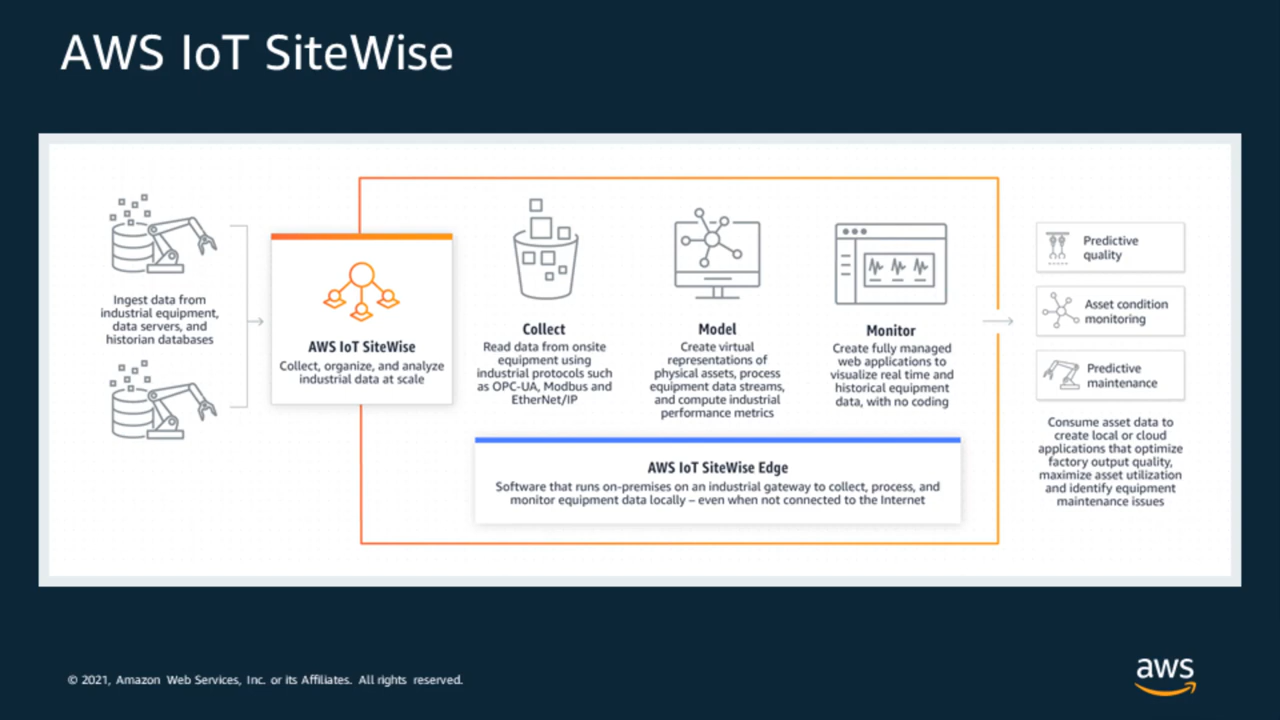 AWS IoT SiteWise
Ingest data from
industrial equipment,
data servers, and
historian databases
AWS IoT SiteWise
Collect, organize, and analyze
industrial data at scale
Collect
Read data from onsite
equipment using
industrial protocols such
as OPC-UA, Modbus and
EtherNet/IP
Model
Create virtual
representations of
physical assets, process
equipment data streams,
and compute industrial
performance metrics
Monitor
Create fully managed
web applications to
visualize real time and
historical equipment
data, with no coding
AWS IoT SiteWise Edge
Software that runs on-premises on an industrial gateway to collect, process, and
monitor equipment data locally – even when not connected to the Internet
Predictive
quality
Asset condition
monitoring
Predictive
maintenance
Consume asset data to
create local or cloud
applications that optimize
factory output quality,
maximize asset utilization
and identify equipment
maintenance issues
© 2021, Amazon Web Services, Inc. or its Affiliates. All rights reserved.
aws